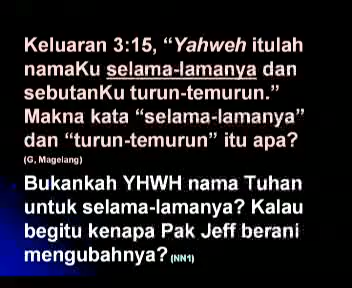 Keluaran 3:15, “Yahweh itulah
namaKu selama-lamanya dan
sebutanKu turun-temurun.”
Makna kata “selama-lamanya”
dan “turun-temurun” itu apa?
(G, Magelang)
Bukankah YHWH nama Tuhan
untuk selama-lamanya? Kalau
begitu kenapa Pak Jeff berani
mengubahnya? (NN1)